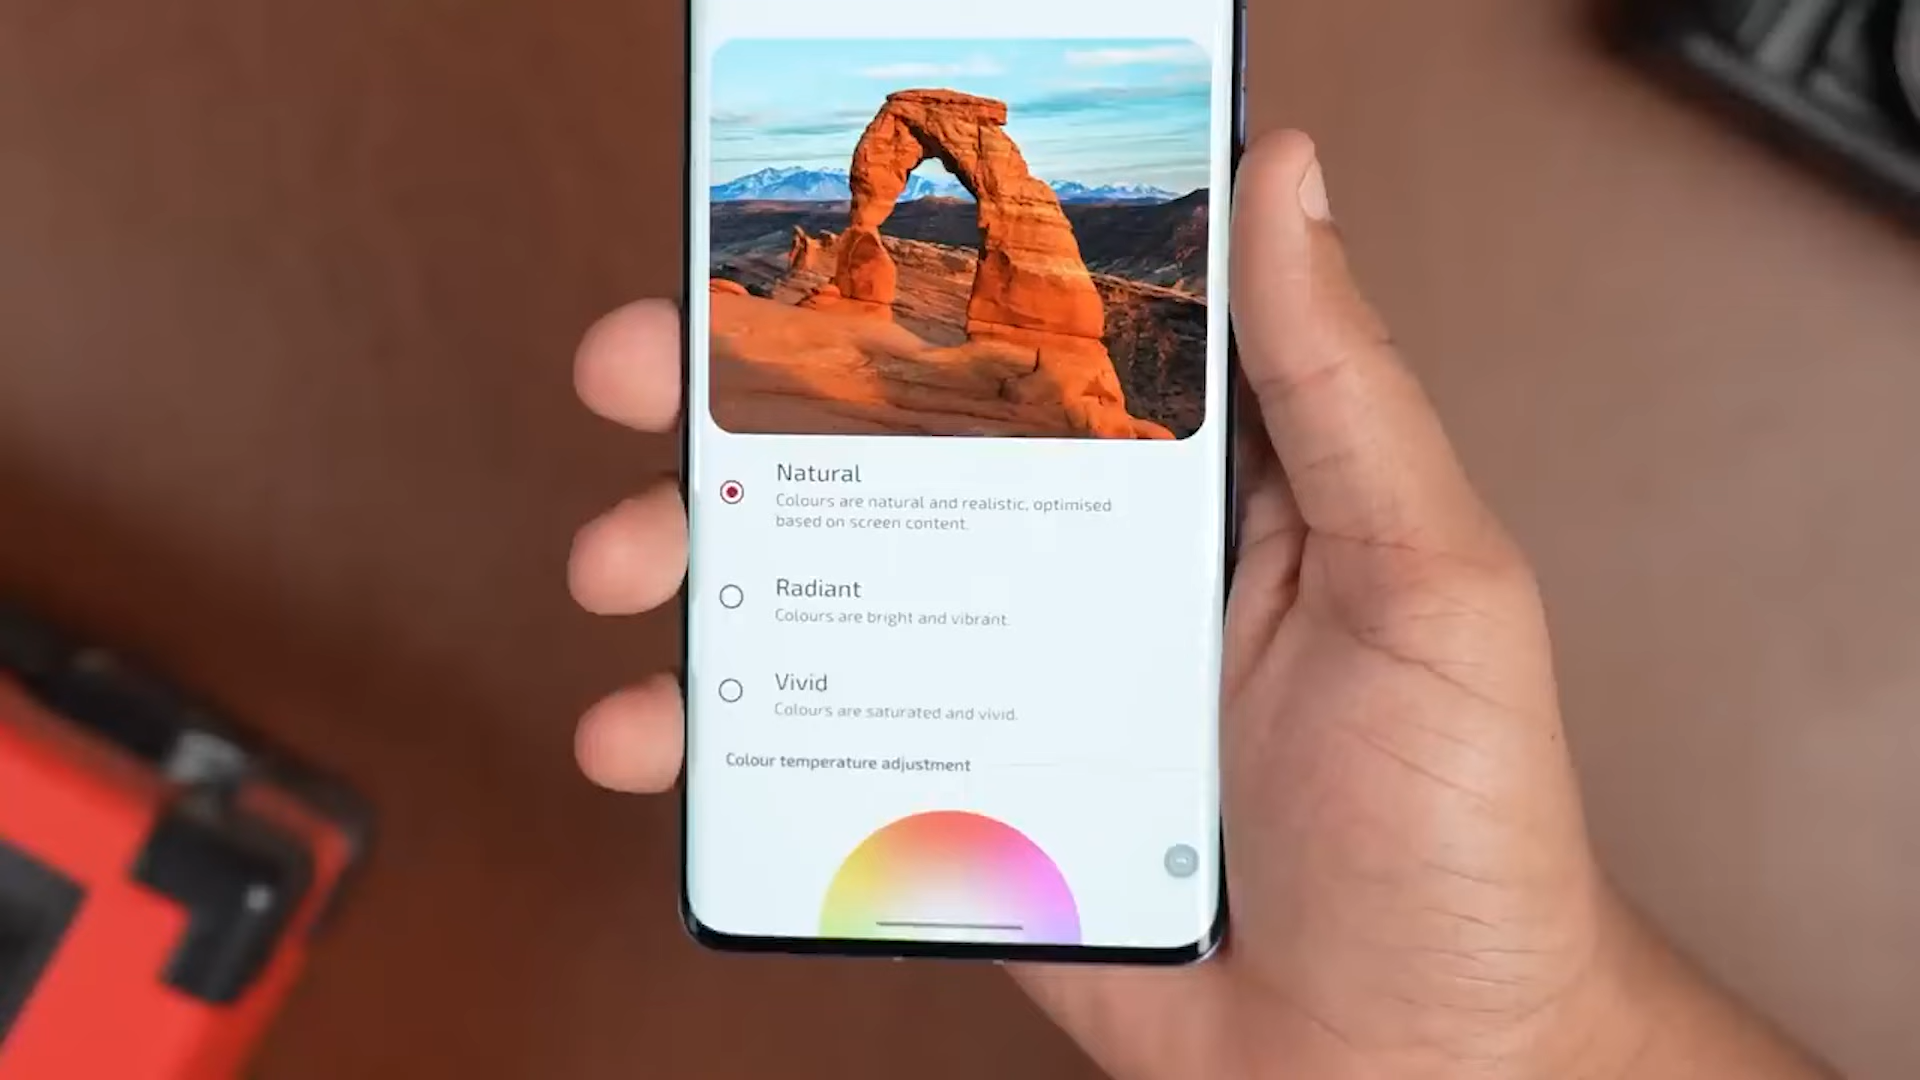 Natural
Colours are natural and realistic, optimised
based on screen content.
Radiant
Colours are bright and vibrant.
Vivid
Colours are saturated and vivid.
Colour temperature adjustment